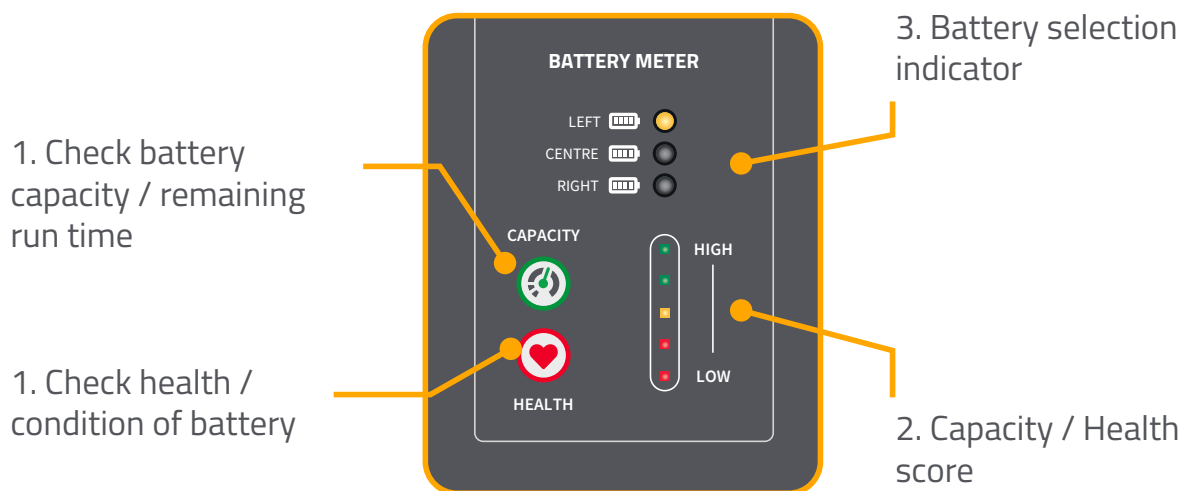 3. Battery selection
indicator
BATTERY METER
LEFT
CENTRE
RIGHT
1. Check battery
capacity / remaining
run time
CAPACITY
HIGH
LOW
HEALTH
1. Check health /
condition of battery
2. Capacity / Health
score